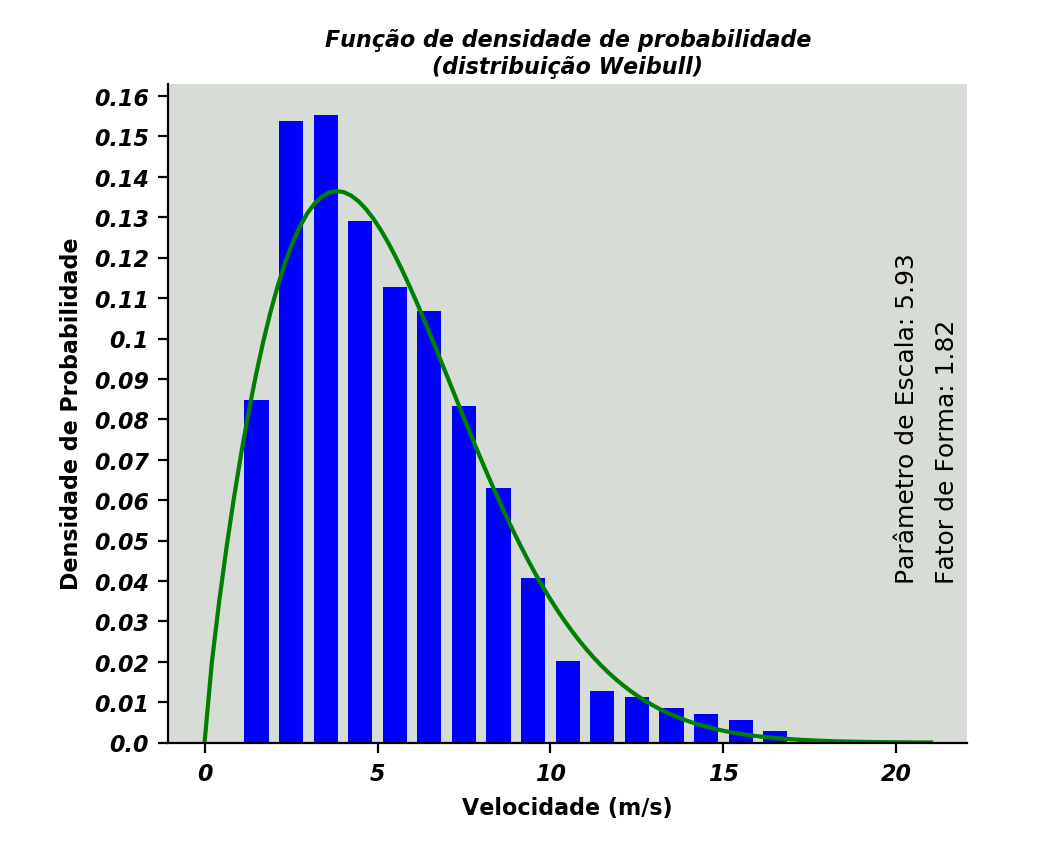 Função de densidade de probabilidade
(distribuição Weibull)
0.16
0.15
0.14
0.13
0.12
0.11
0.1
0.09
0.08
0.07
0.06
0.05
0.04
0.03
0.02
0.01
0.0
Densidade de Probabilidade
Parâmetro de Escala: 5.93
Fator de Forma: 1.82
0 5 10 15 20
Velocidade (m/s)